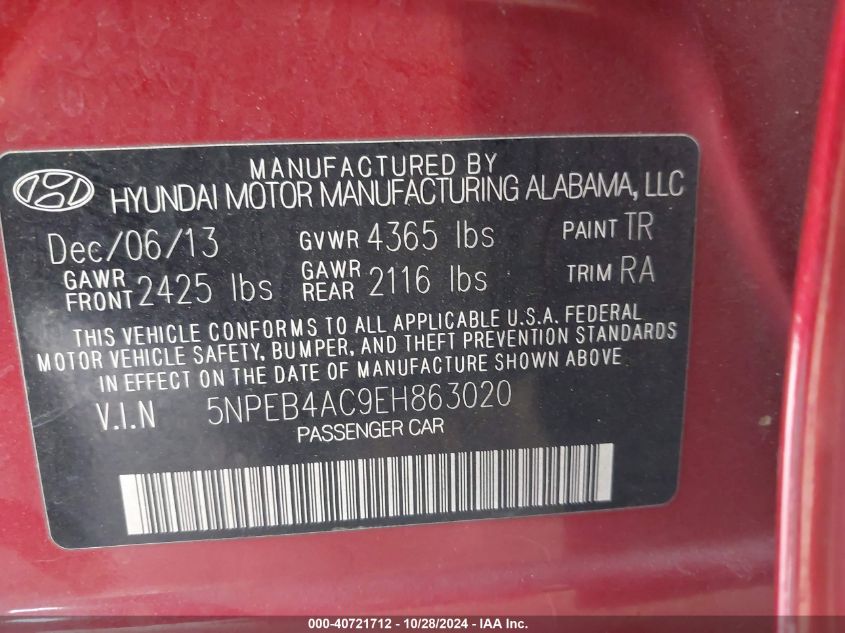 MANUFACTURED BY
HYUNDAI MOTOR MANUFACTURING ALABAMA, LLC
Dec/06/13 GVWR 4365 lbs PAINT TR
GAWR FRONT 2425 lbs GAWR REAR 2116 lbs TRIM RA
THIS VEHICLE CONFORMS TO ALL APPLICABLE U.S.A. FEDERAL
MOTOR VEHICLE SAFETY, BUMPER, AND THEFT PREVENTION STANDARDS
IN EFFECT ON THE DATE OF MANUFACTURE SHOWN ABOVE
V.I.N 5NPEB4AC9EH863020
PASSENGER CAR
000-40721712 - 10/28/2024 - IAA Inc.